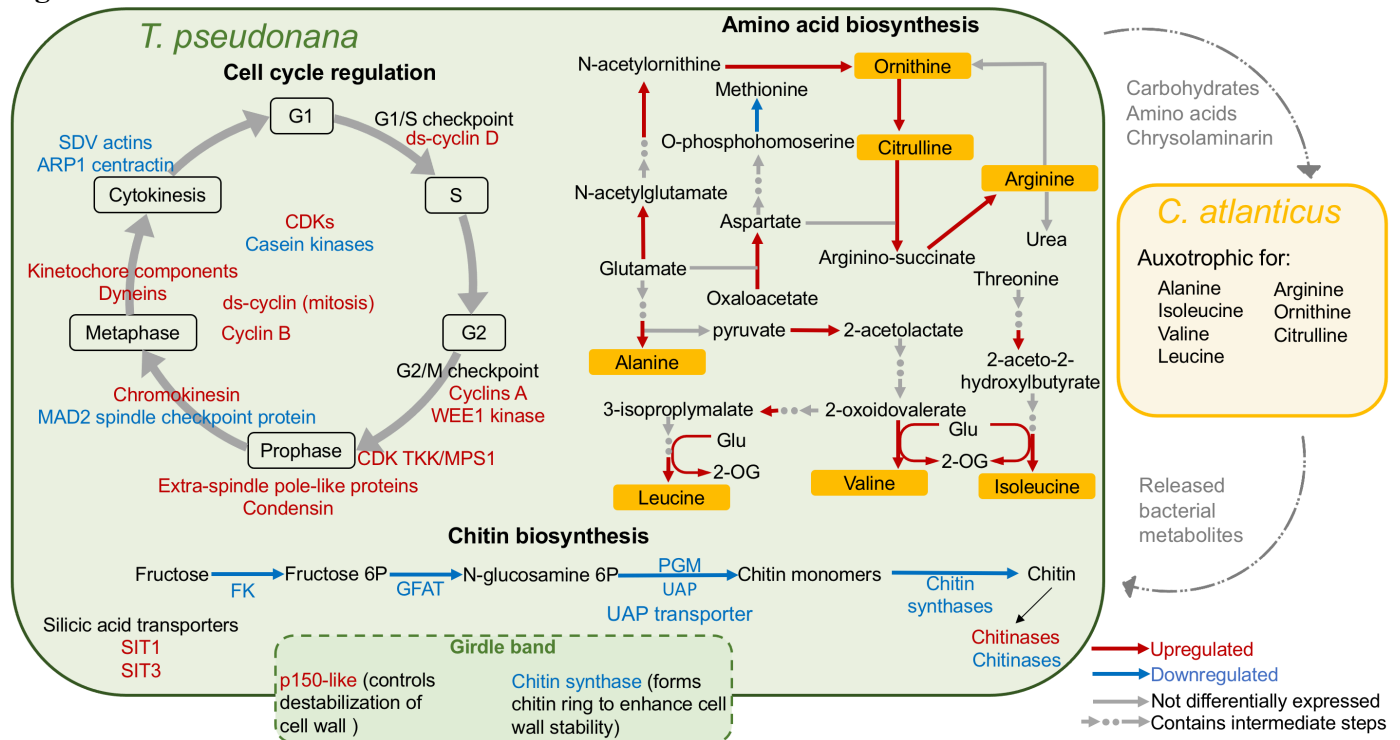 T. pseudonana
Cell cycle regulation
G1
G1/S checkpoint
ds-cyclin D
SDV actins
ARP1 centractin
Cytokinesis
S
CDKs
Casein kinases
Kinetochore components
Dyneins
ds-cyclin (mitosis)
Cyclin B
Metaphase
G2
G2/M checkpoint
Cyclins A
WEE1 kinase
Chromokinesin
MAD2 spindle checkpoint protein
Prophase
CDK TKK/MPS1
Extra-spindle pole-like proteins
Condensin
Amino acid biosynthesis
N-acetylornithine
Ornithine
Methionine
O-phosphohomoserine
Citrulline
Arginine
N-acetylglutamate
Aspartate
Urea
Glutamate
Arginino-succinate
Oxaloacetate
Threonine
pyruvate
2-acetolactate
Alanine
2-aceto-2-
hydroxylbutyrate
3-isoproplymalate
2-oxoidovalerate
Glu
Glu
2-OG
2-OG
Leucine
Valine
Isoleucine
Chitin biosynthesis
Fructose
FK
Fructose 6P
GFAT
N-glucosamine 6P
PGM
UAP
UAP transporter
Chitin monomers
Chitin
synthases
Chitin
Chitinases
Chitinases
Silicic acid transporters
SIT1
SIT3
Girdle band
p150-like (controls
destabilization of
cell wall )
Chitin synthase (forms
chitin ring to enhance cell
wall stability)
Carbohydrates
Amino acids
Chrysolaminarin
C. atlanticus
Auxotrophic for:
Alanine
Isoleucine
Valine
Leucine
Arginine
Ornithine
Citrulline
Released
bacterial
metabolites
Upregulated
Downregulated
Not differentially expressed
Contains intermediate steps